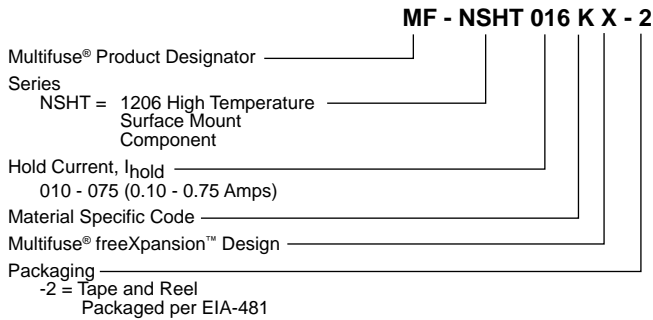 MF - NSHT 016 K X - 2
Multifuse® Product Designator
Series
NSHT = 1206 High Temperature
Surface Mount
Component
Hold Current, Ihold
010 - 075 (0.10 - 0.75 Amps)
Material Specific Code
Multifuse® freeXpansion™ Design
Packaging
-2 = Tape and Reel
Packaged per EIA-481